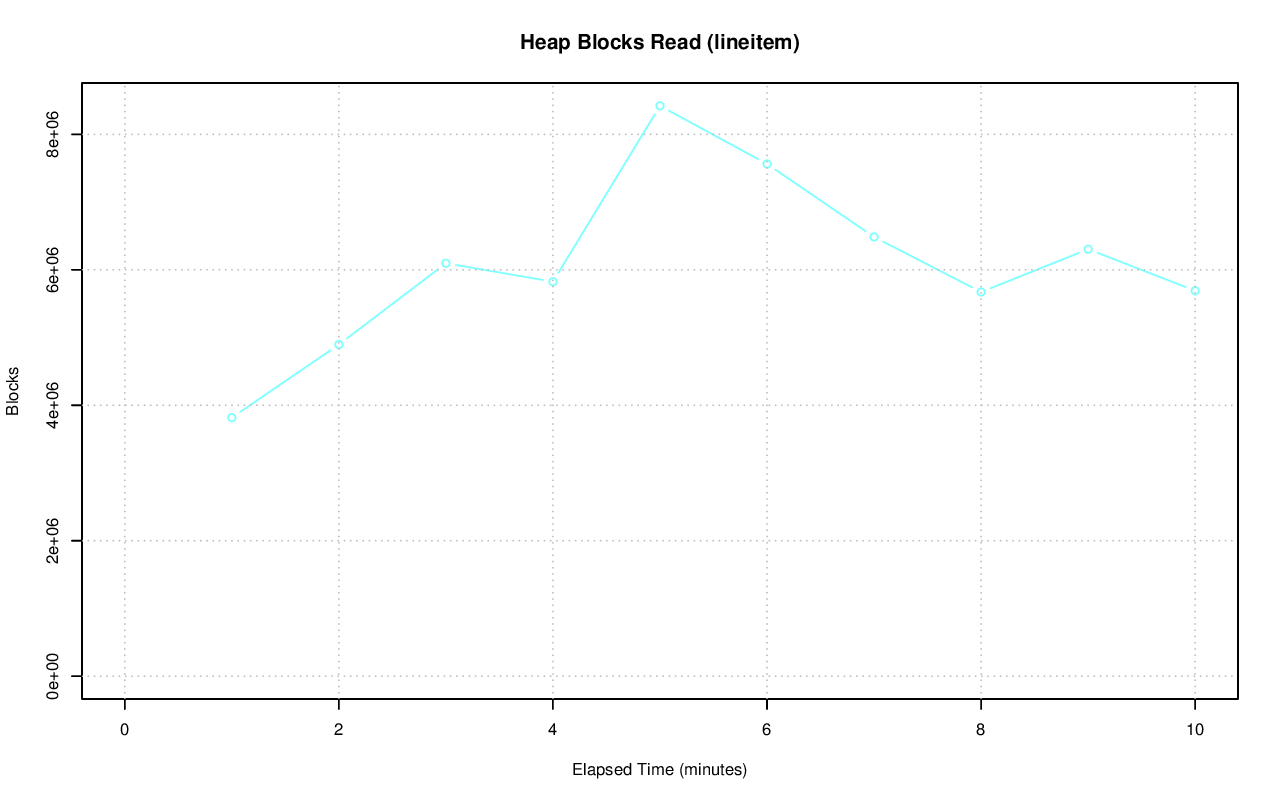 Heap Blocks Read (lineitem)
Blocks
8e+06
6e+06
4e+06
2e+06
0e+00
0 2 4 6 8 10
Elapsed Time (minutes)